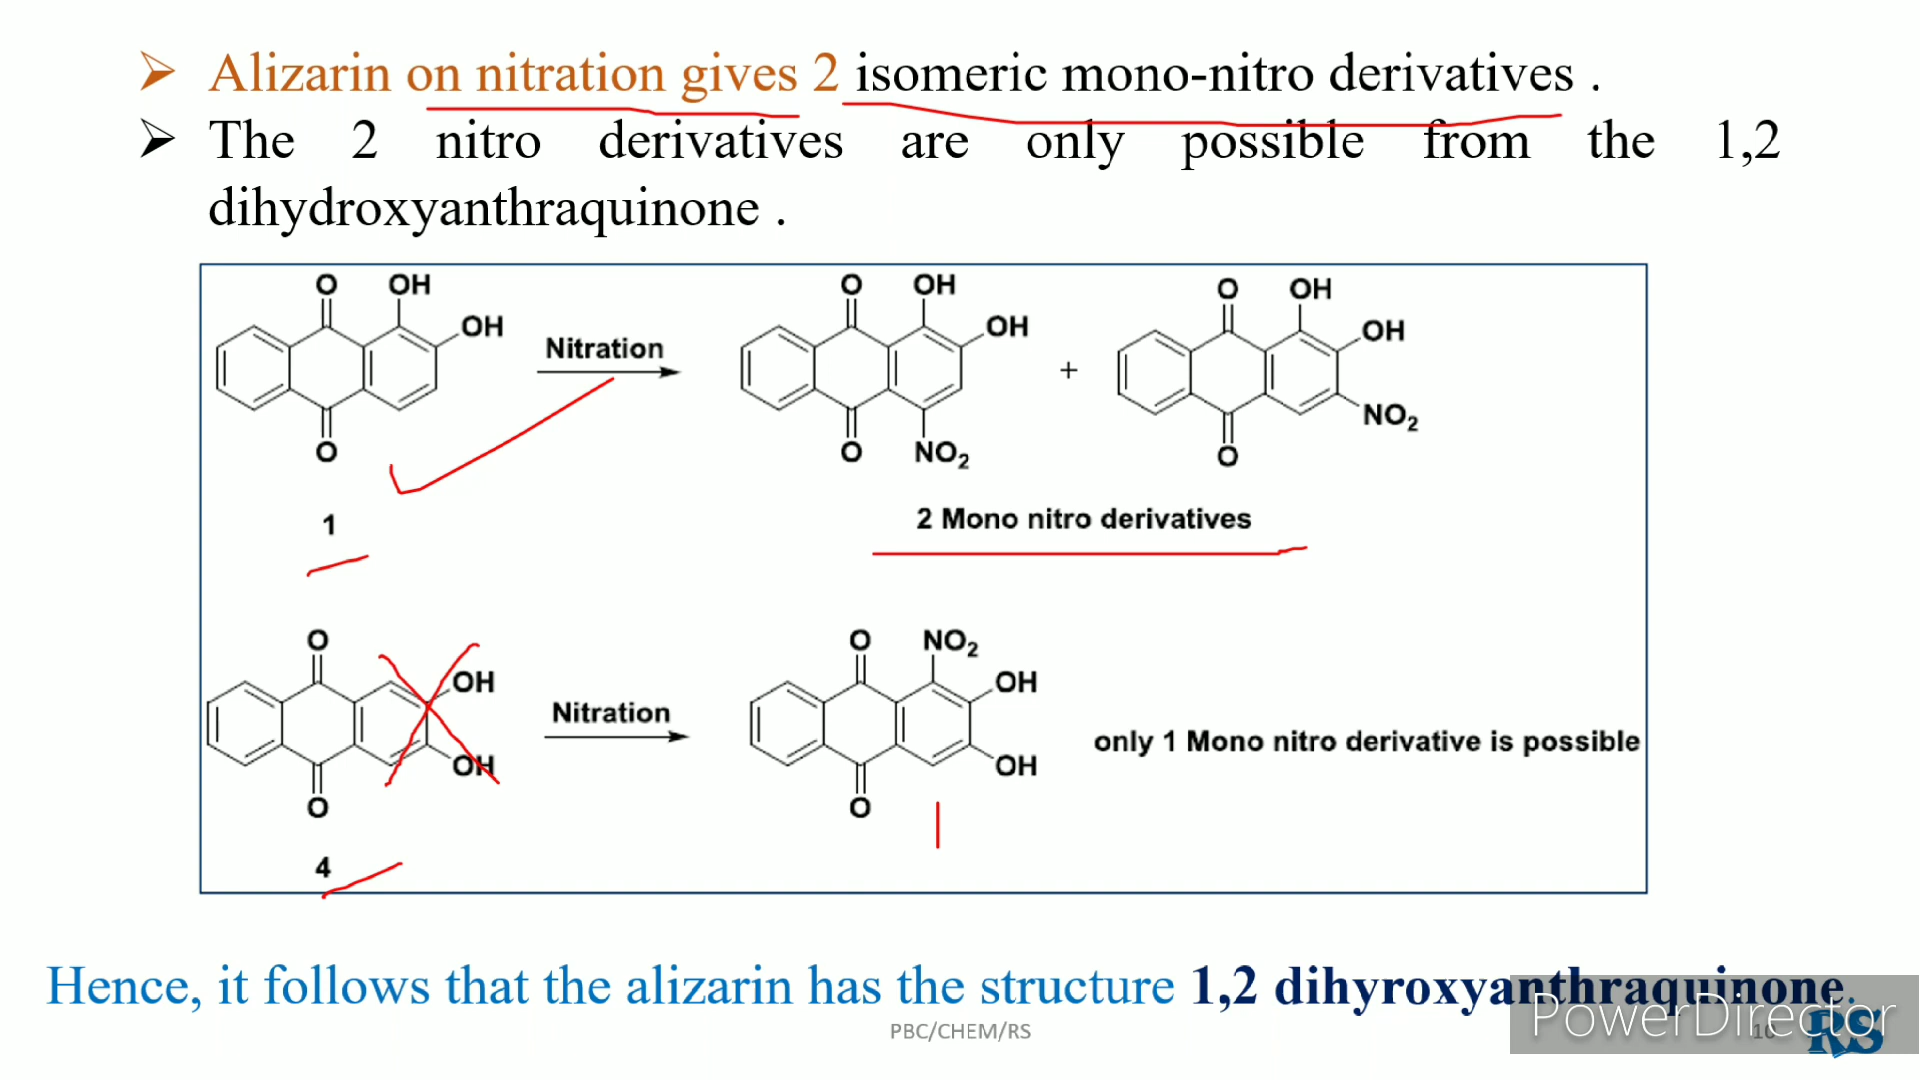 Alizarin on nitration gives 2 isomeric mono-nitro derivatives .
The 2 nitro derivatives are only possible from the 1,2
dihydroxyanthraquinone .
O OH OH
O
Nitration
O OH OH
O NO2
+
O OH OH
NO2
O
1
2 Mono nitro derivatives
O OH
OH
O
Nitration
O NO2 OH
OH
O
only 1 Mono nitro derivative is possible
4
Hence, it follows that the alizarin has the structure 1,2 dihyroxyanthraquinone.
PBC/CHEM/RS
PowerDirector
10
RS